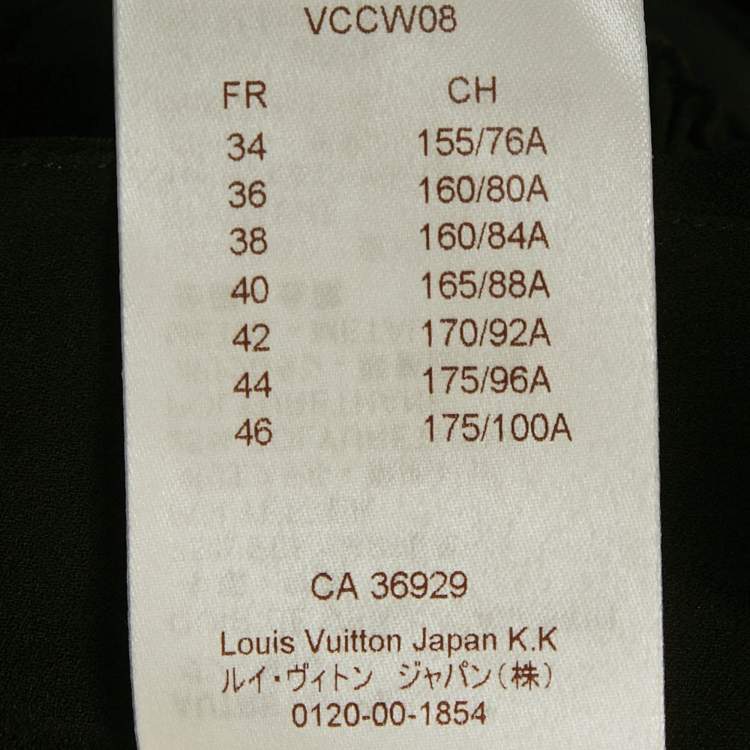 VCCW08
FR CH
34 155/76A
36 160/80A
38 160/84A
40 165/88A
42 170/92A
44 175/96A
46 175/100A
CA 36929
Louis Vuitton Japan K.K
ルイ・ヴィトン ジャパン(株)
0120-00-1854